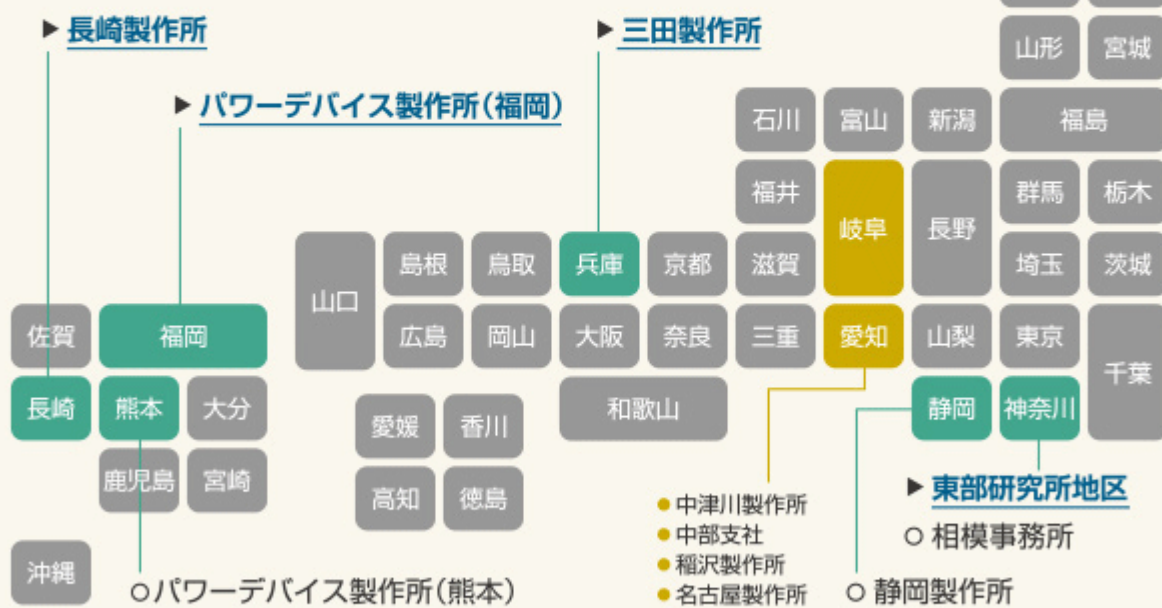 ▶ 長崎製作所
▶ 三田製作所
山形 宮城
▶ パワーデバイス製作所(福岡)
石川 富山 新潟 福島
福井 岐阜 長野 群馬 栃木
山口 島根 鳥取 兵庫 京都 滋賀 埼玉 茨城
佐賀 福岡 広島 岡山 大阪 奈良 三重 愛知 山梨 東京 千葉
長崎 熊本 大分 愛媛 香川 和歌山 静岡 神奈川
鹿児島 宮崎 高知 徳島
▶ 東部研究所地区
○ 相模事務所
● 中津川製作所
● 中部支社
● 稲沢製作所
● 名古屋製作所
○ 静岡製作所
沖縄
○パワーデバイス製作所(熊本)